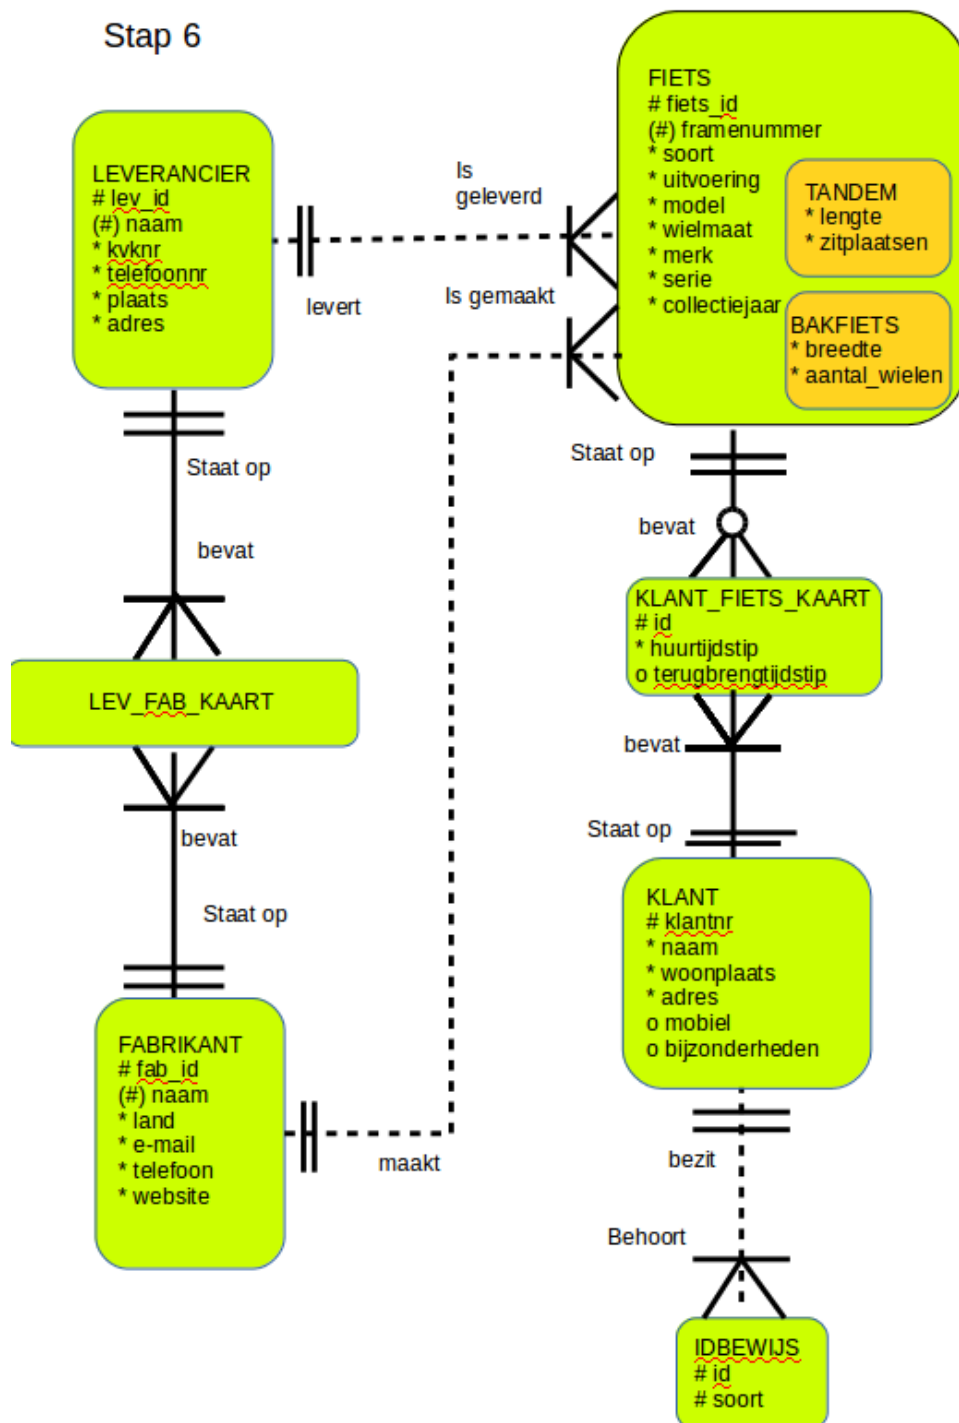 Stap 6
FIETS
# fiets_id
(#) framenummer
* soort
* uitvoering
* model
* wielmaat
* merk
* serie
* collectiejaar
TANDEM
* lengte
* zitplaatsen
BAKFIETS
* breedte
* aantal_wielen
LEVERANCIER
# lev_id
(#) naam
* kvknr
* telefoonnr
* plaats
* adres
Is
geleverd
levert
Is gemaakt
Staat op
bevat
Staat op
bevat
KLANT_FIETS_KAART
# id
* huurtijdstip
o terugbrengtijdstip
LEV_FAB_KAART
bevat
Staat op
bevat
Staat op
KLANT
# klantnr
* naam
* woonplaats
* adres
o mobiel
o bijzonderheden
FABRIKANT
# fab_id
(#) naam
* land
* e-mail
* telefoon
* website
maakt
bezit
Behoort
IDBEWIJS
# id
# soort